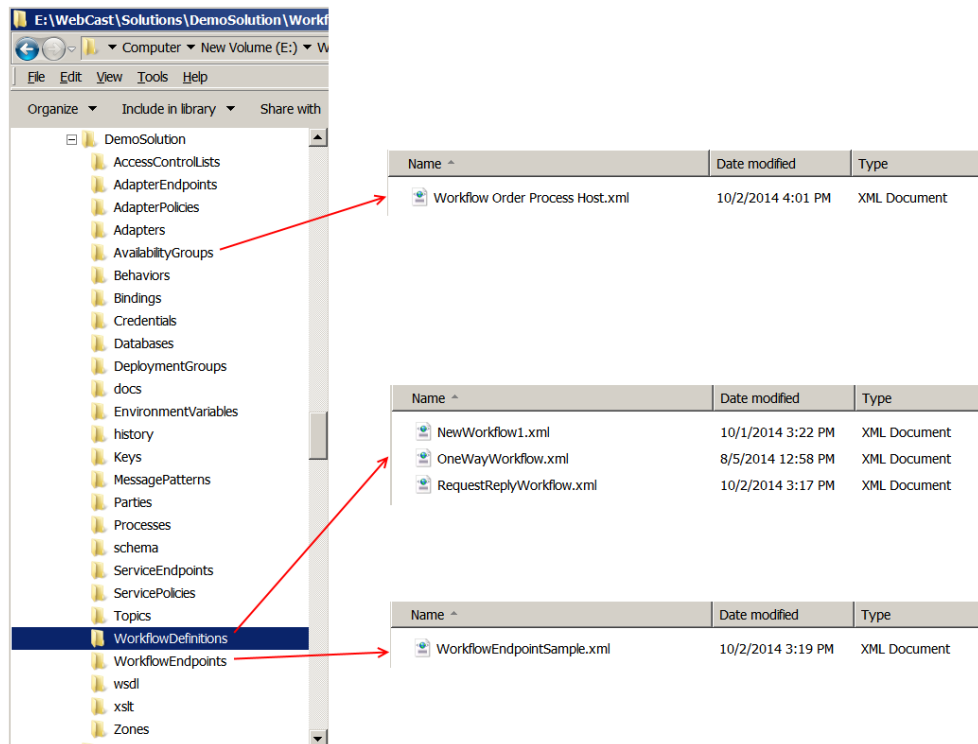 E:\WebCast\Solutions\DemoSolution\Workf
Computer New Volume (E:) W
File Edit View Tools Help
Organize Include in library Share with
DemoSolution
AccessControlLists
AdapterEndpoints
AdapterPolicies
Adapters
AvailabilityGroups
Behaviors
Bindings
Credentials
Databases
DeploymentGroups
docs
EnvironmentVariables
history
Keys
MessagePatterns
Parties
Processes
schema
ServiceEndpoints
ServicePolicies
Topics
WorkflowDefinitions
WorkflowEndpoints
wsdl
xslt
Zones
Name Date modified Type
Workflow Order Process Host.xml 10/2/2014 4:01 PM XML Document
Name Date modified Type
NewWorkflow1.xml 10/1/2014 3:22 PM XML Document
OneWayWorkflow.xml 8/5/2014 12:58 PM XML Document
RequestReplyWorkflow.xml 10/2/2014 3:17 PM XML Document
Name Date modified Type
WorkflowEndpointSample.xml 10/2/2014 3:19 PM XML Document